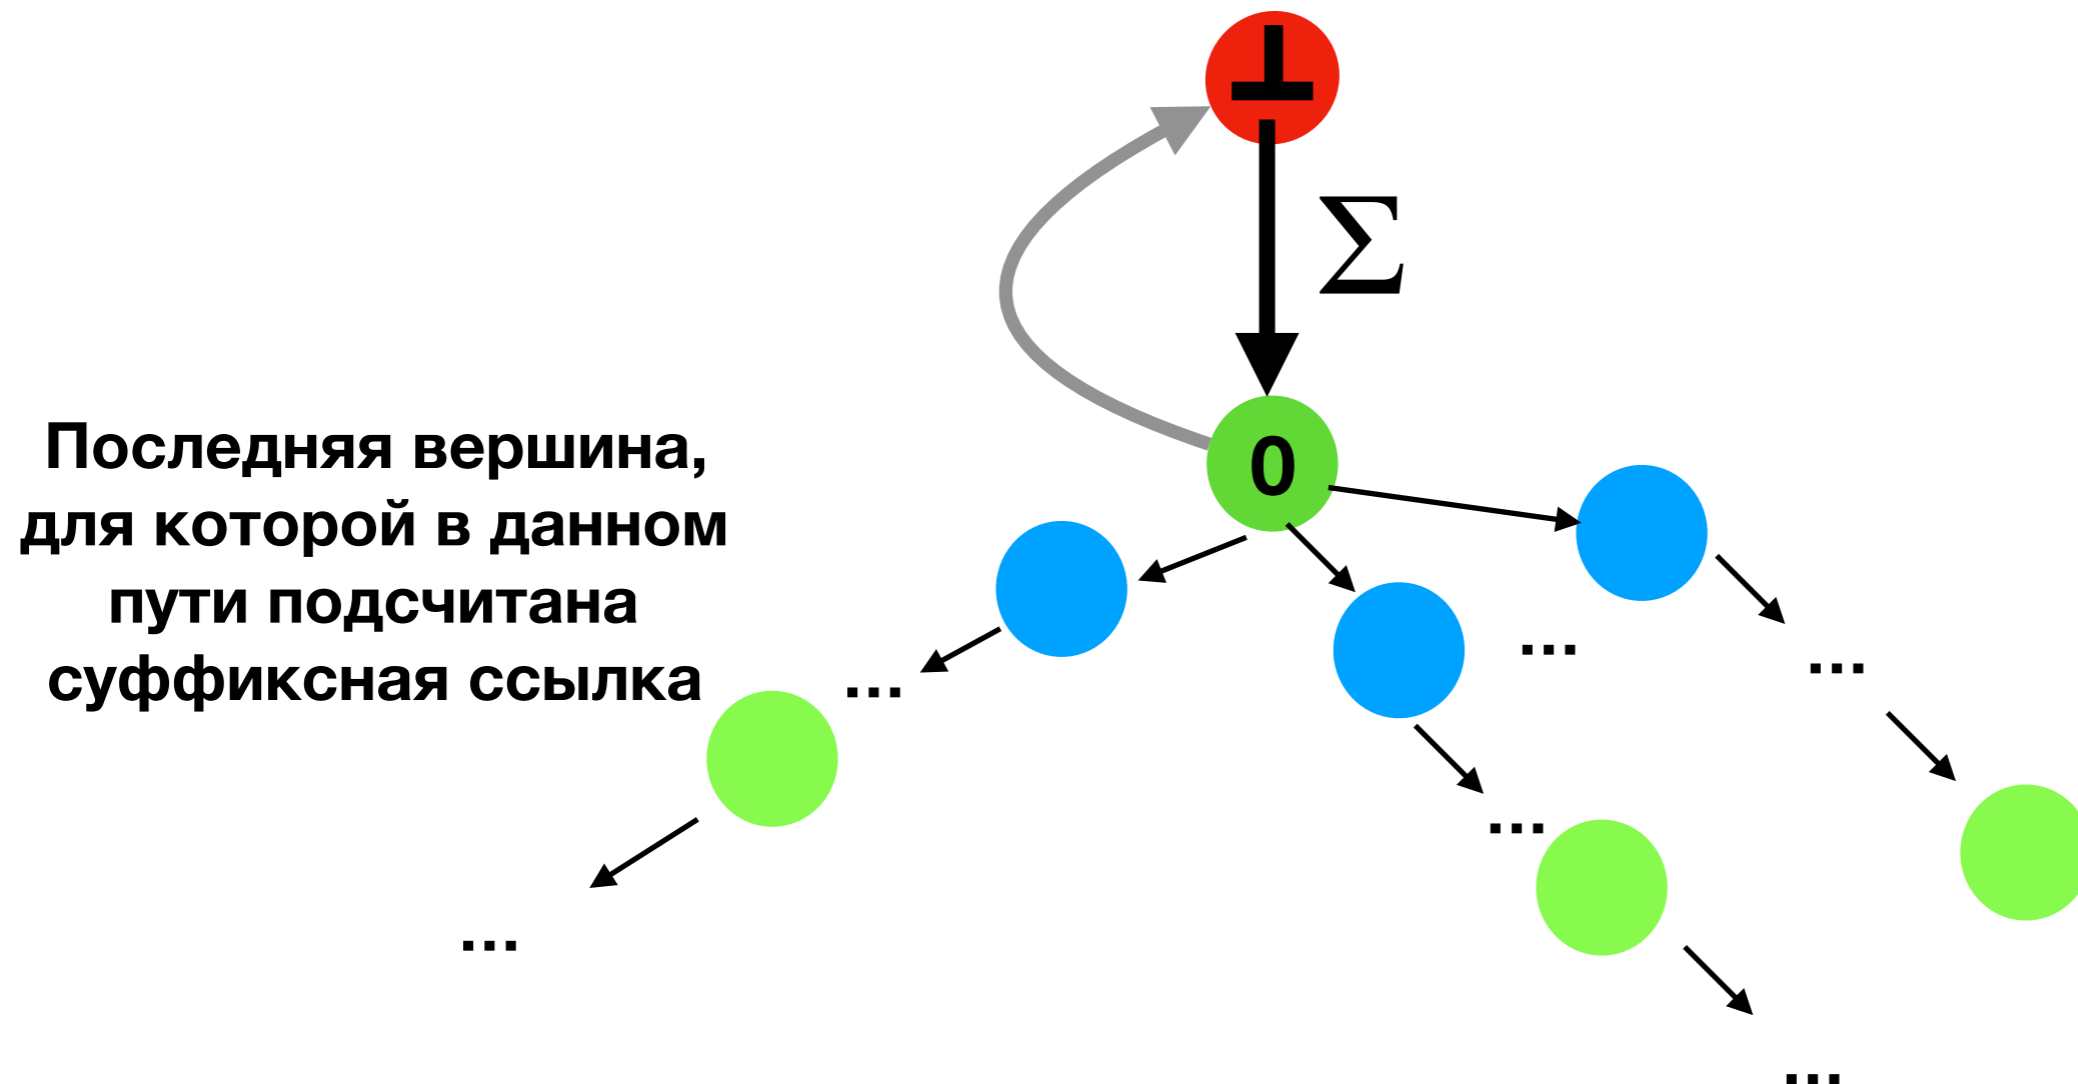 ⊥
Σ
0
Последняя вершина,
для которой в данном
пути подсчитана
суффиксная ссылка
...
...
...
...
...
...